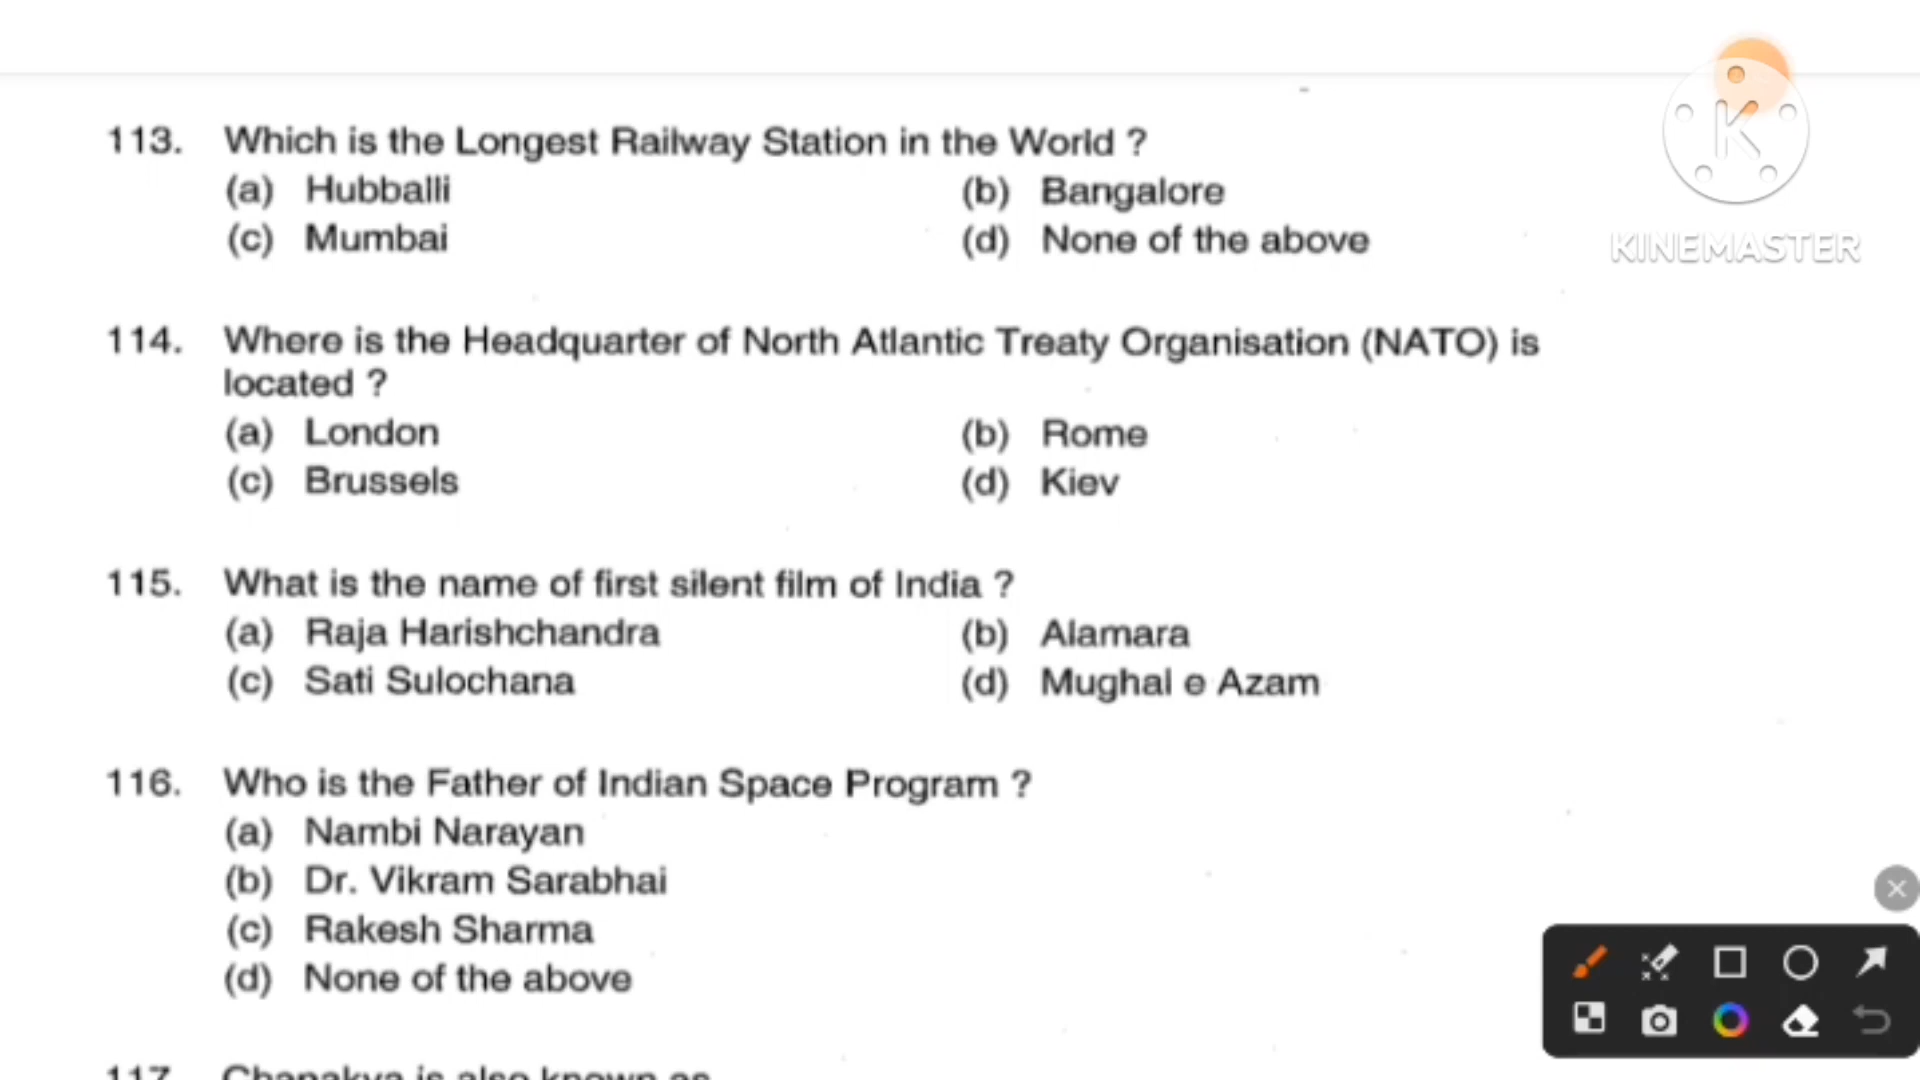 113. Which is the Longest Railway Station in the World ?
(a) Hubballi (b) Bangalore
(c) Mumbai (d) None of the above
KINEMASTER
114. Where is the Headquarter of North Atlantic Treaty Organisation (NATO) is
located ?
(a) London (b) Rome
(c) Brussels (d) Kiev
115. What is the name of first silent film of India ?
(a) Raja Harishchandra (b) Alamara
(c) Sati Sulochana (d) Mughal e Azam
116. Who is the Father of Indian Space Program ?
(a) Nambi Narayan
(b) Dr. Vikram Sarabhai
(c) Rakesh Sharma
(d) None of the above
117. Chanakya is also known as